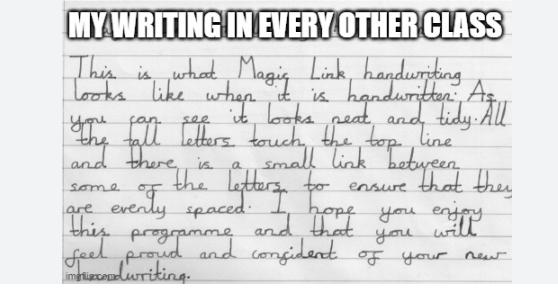 MY WRITING IN EVERY OTHER CLASS
This is what Magic Link handwriting
looks like when it is handwritten. As
you can see it looks neat and tidy. All
the tall letters touch the top line
and there is a small link between
some of the letters to ensure that they
are evenly spaced. I hope you enjoy
this programme and that you will
feel proud and confident of your new
handwriting.